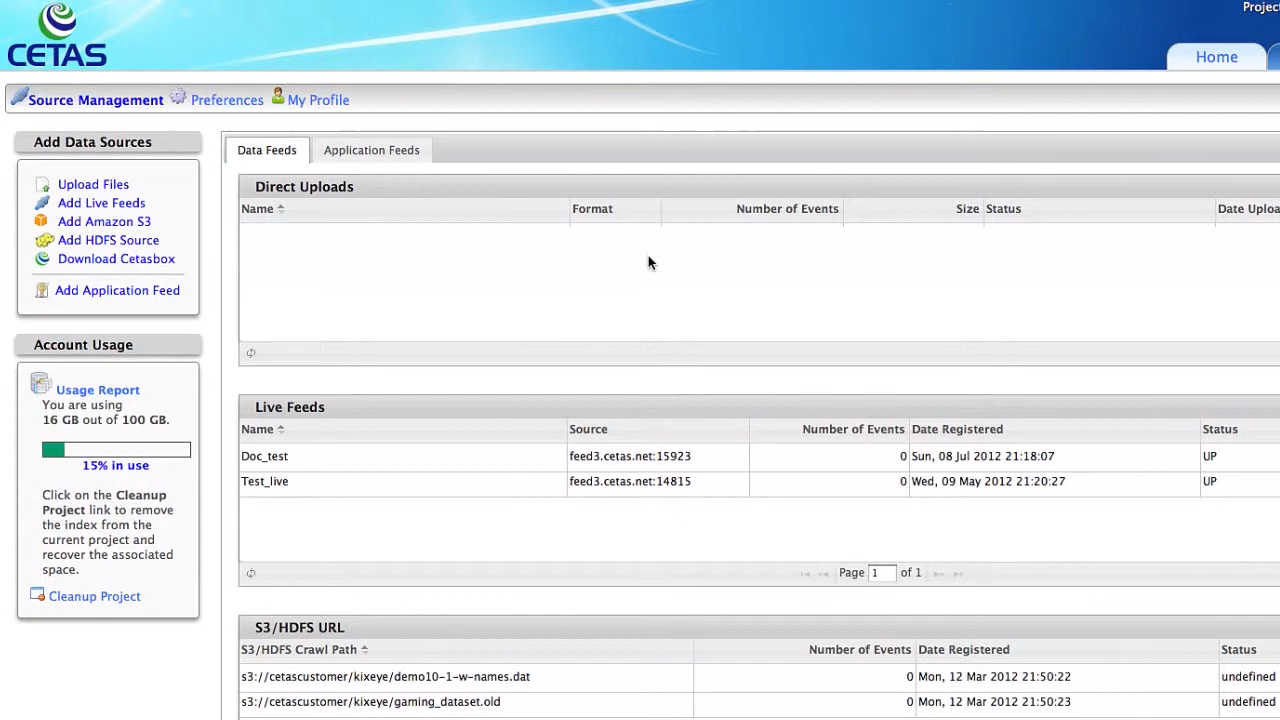 Projec
CETAS
Home
Source Management Preferences My Profile
Add Data Sources
Upload Files
Add Live Feeds
Add Amazon S3
Add HDFS Source
Download Cetasbox
Add Application Feed
Account Usage
Usage Report
You are using
16 GB out of 100 GB.
15% in use
Click on the Cleanup
Project link to remove
the index from the
current project and
recover the associated
space.
Cleanup Project
Data Feeds Application Feeds
Direct Uploads
Name Format Number of Events Size Status Date Uploa
Live Feeds
Name Source Number of Events Date Registered Status
Doc_test feed3.cetas.net:15923 0 Sun, 08 Jul 2012 21:18:07 UP
Test_live feed3.cetas.net:14815 0 Wed, 09 May 2012 21:20:27 UP
Page 1 of 1
S3/HDFS URL
S3/HDFS Crawl Path Number of Events Date Registered Status
s3://cetascustomer/kixeye/demo10-1-w-names.dat 0 Mon, 12 Mar 2012 21:50:22 undefined
s3://cetascustomer/kixeye/gaming_dataset.old 0 Mon, 12 Mar 2012 21:50:23 undefined